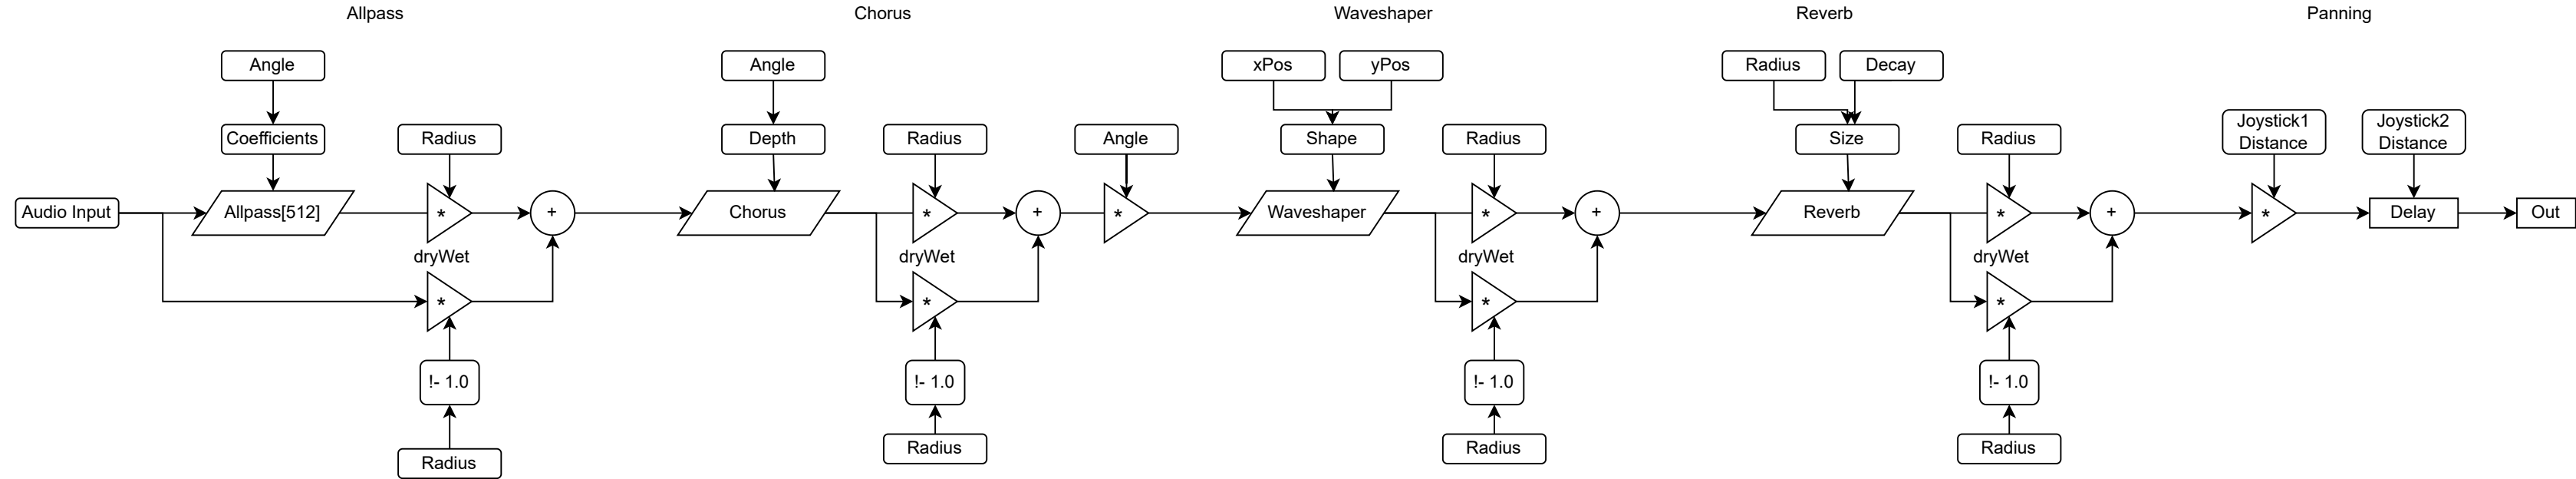 Allpass
Chorus
Waveshaper
Reverb
Panning
Angle
Angle
xPos
yPos
Radius
Decay
Coefficients
Radius
Depth
Radius
Angle
Shape
Radius
Size
Radius
Joystick1
Distance
Joystick2
Distance
Audio Input
Allpass[512]
*
+
Chorus
*
+
*
Waveshaper
*
+
Reverb
*
+
*
Delay
Out
dryWet
dryWet
dryWet
dryWet
*
*
*
*
!- 1.0
!- 1.0
!- 1.0
!- 1.0
Radius
Radius
Radius
Radius